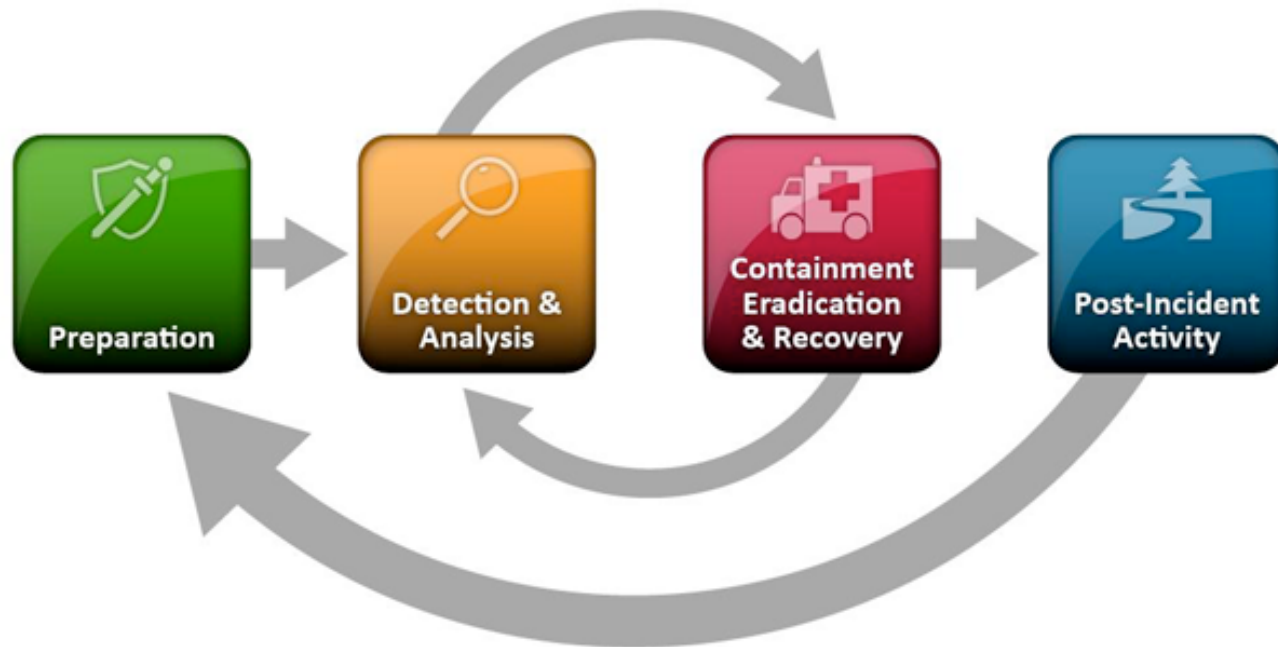 Preparation
Detection &
Analysis
Containment
Eradication
& Recovery
Post-Incident
Activity